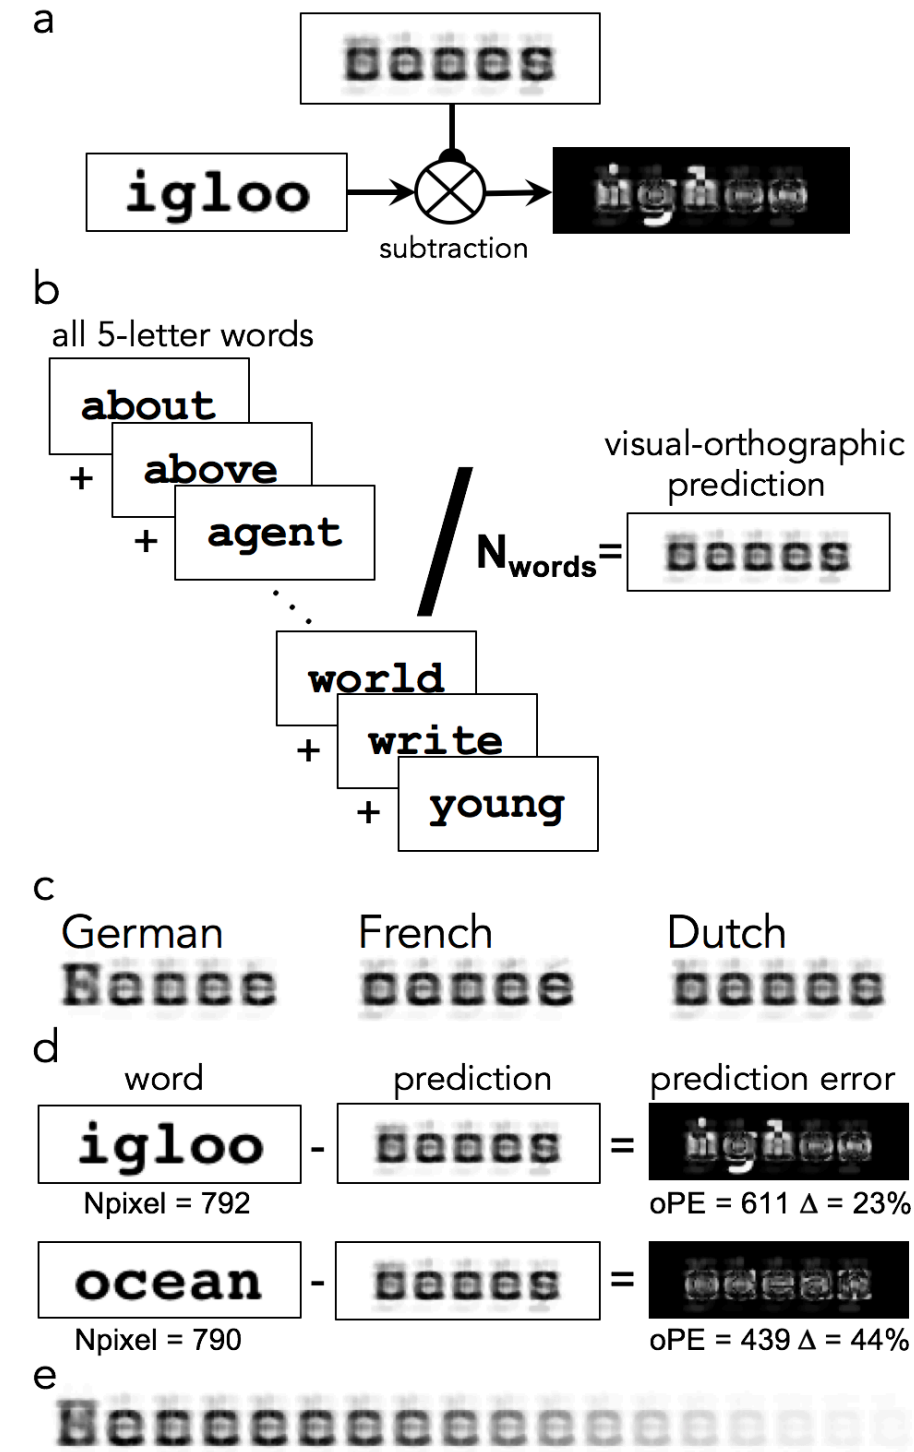 a
igloo
subtraction
b
all 5-letter words
about
+
above
+
agent
visual-orthographic
prediction
/ Nwords=
world
+
write
+
young
c
German French Dutch
d
word prediction prediction error
igloo - =
Npixel = 792 oPE = 611 Δ = 23%
ocean - =
Npixel = 790 oPE = 439 Δ = 44%
e